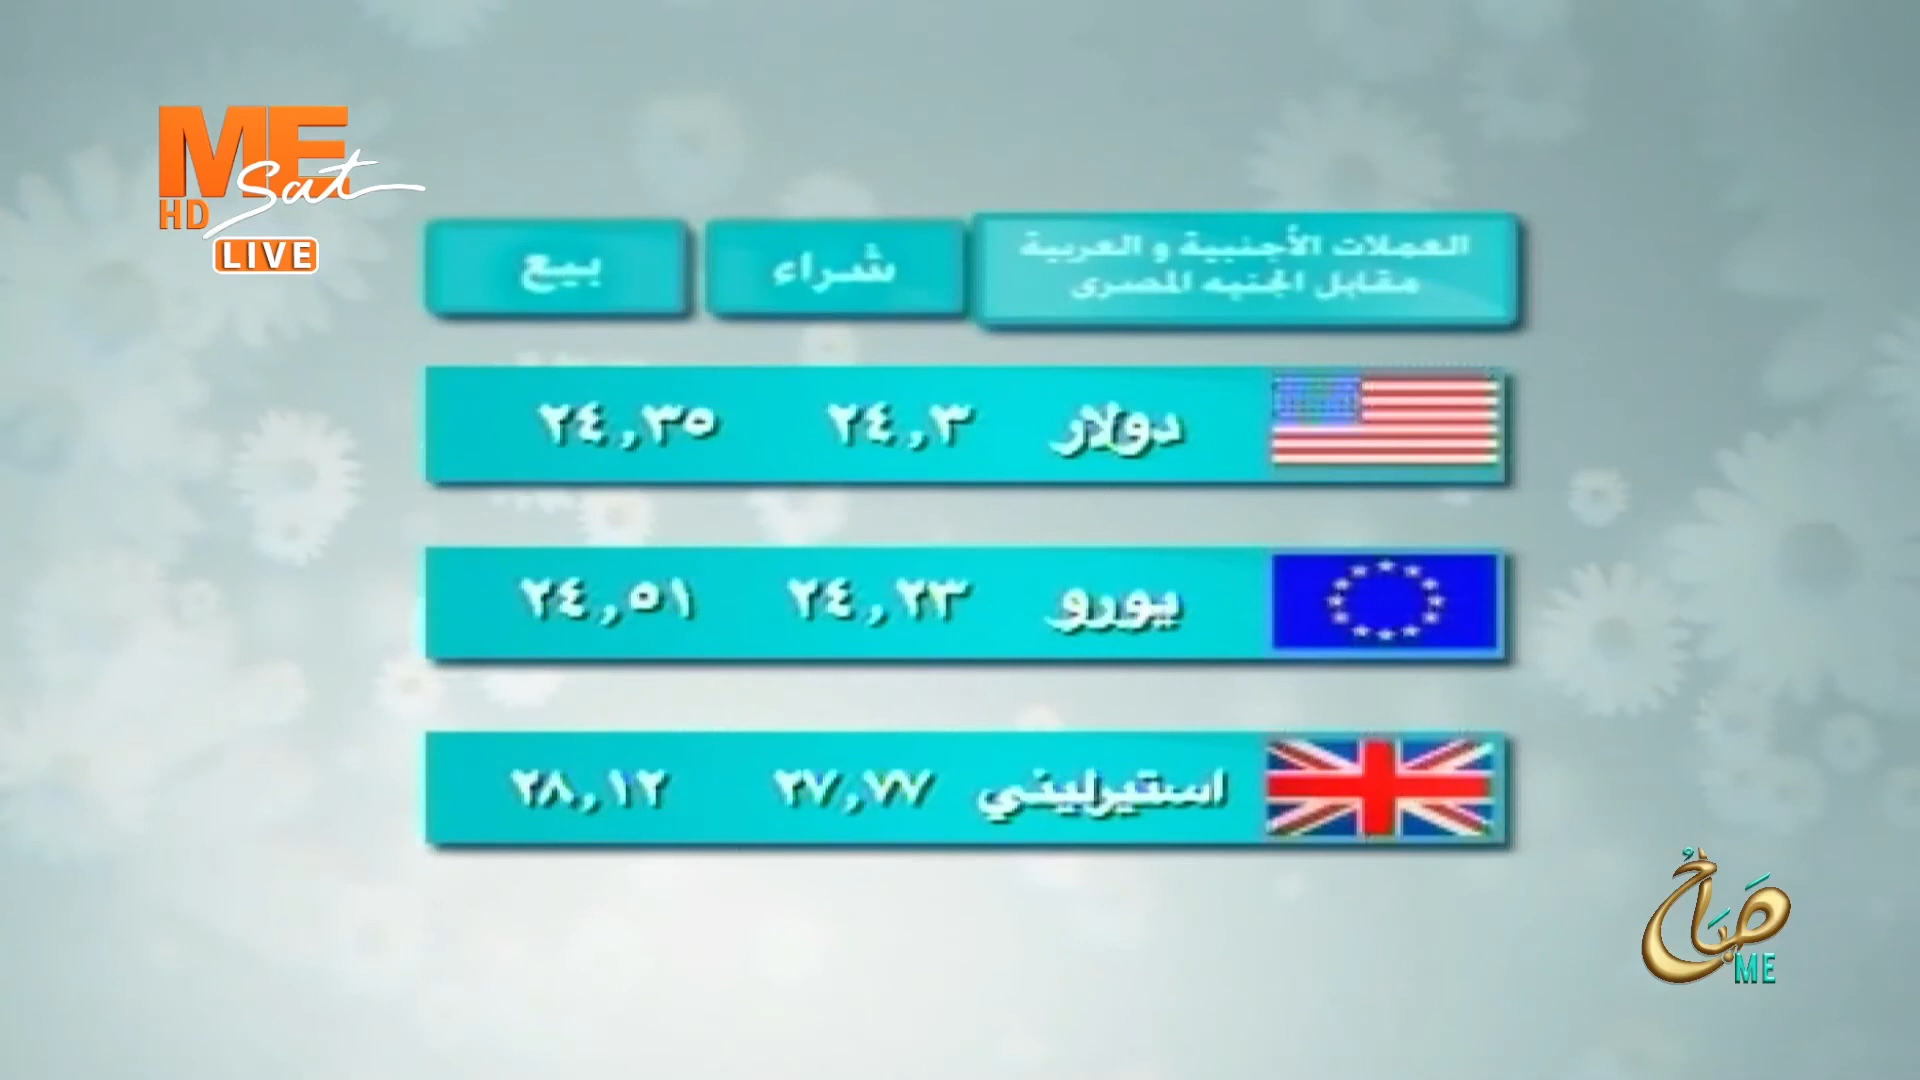 ME
Sat
HD
LIVE
العملات الأجنبية و العربية
مقابل الجنيه المصرى
شراء
بيع
دولار ٢٤,٣ ٢٤,٣٥
يورو ٢٤,٢٣ ٢٤,٥١
استيرليني ٢٧,٧٧ ٢٨,١٢
صَبَاحُ
ME